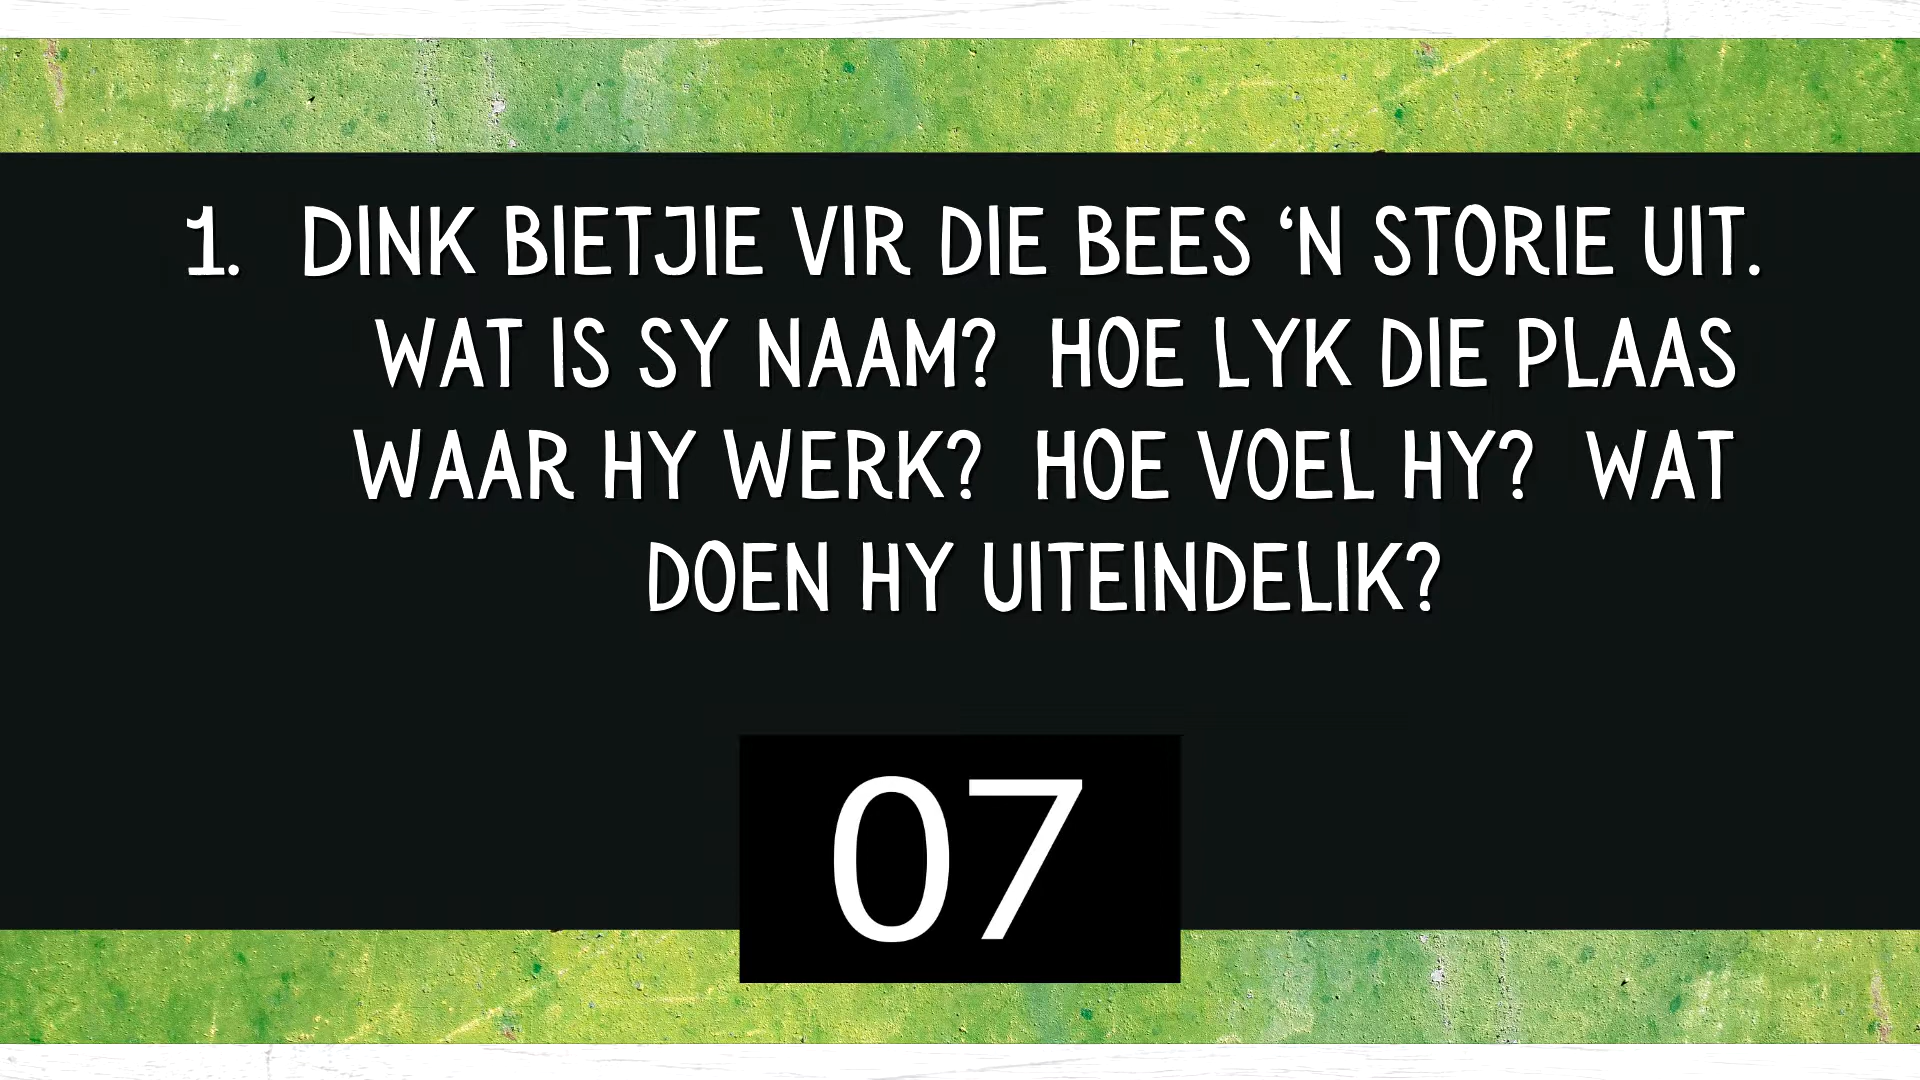 1. DINK BIETJIE VIR DIE BEES ‘N STORIE UIT.
WAT IS SY NAAM? HOE LYK DIE PLAAS
WAAR HY WERK? HOE VOEL HY? WAT
DOEN HY UITEINDELIK?
07